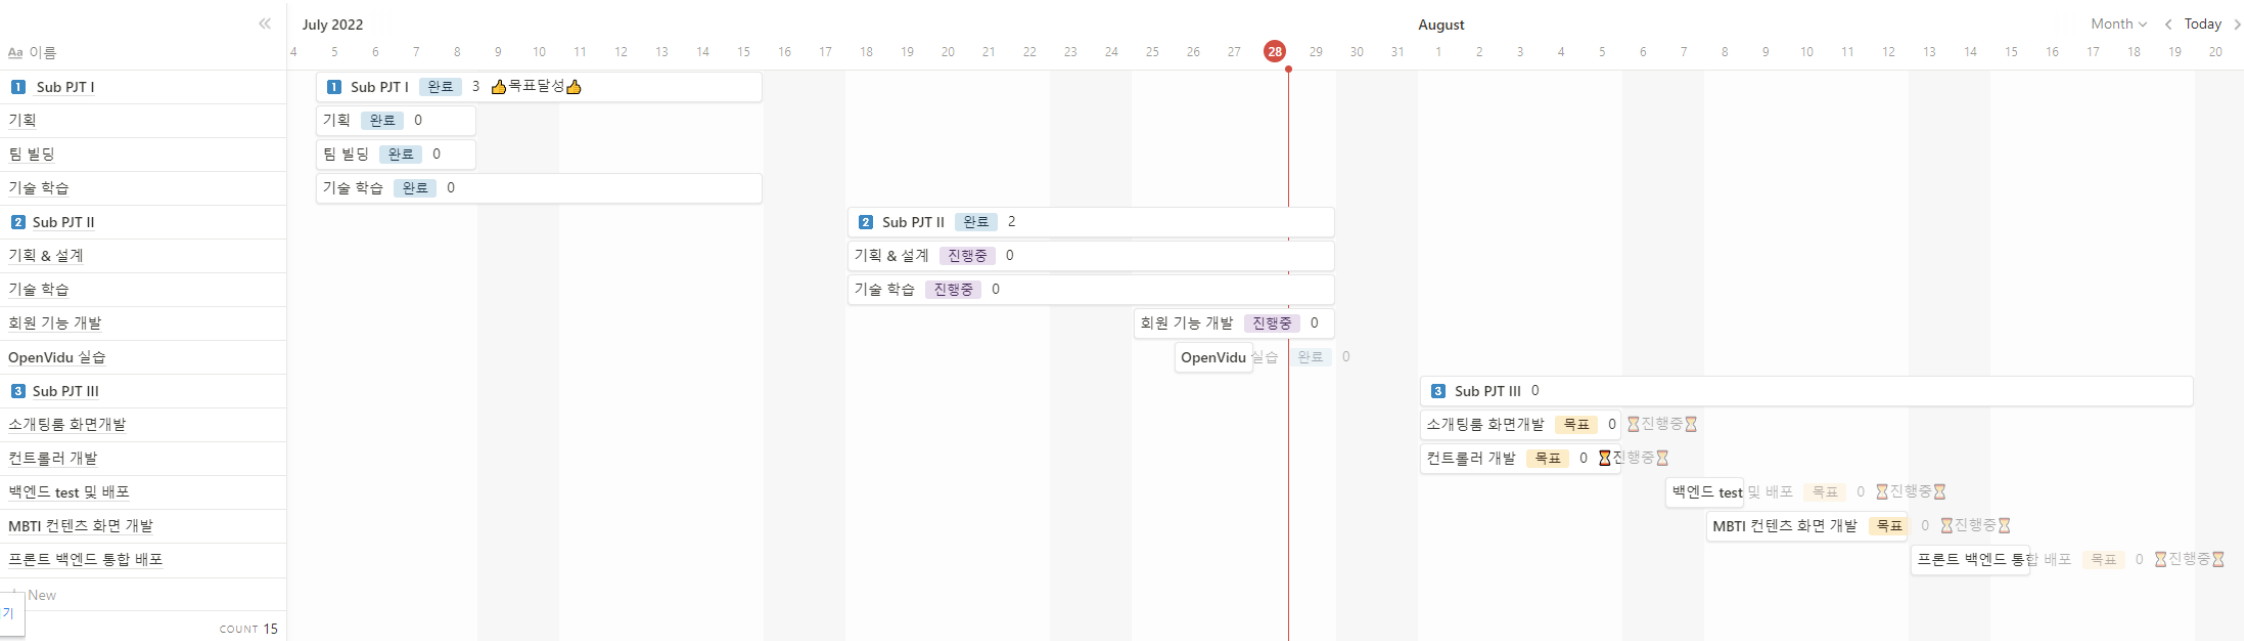 July 2022 August Month Today
Aa 이름 4 5 6 7 8 9 10 11 12 13 14 15 16 17 18 19 20 21 22 23 24 25 26 27 28 29 30 31 1 2 3 4 5 6 7 8 9 10 11 12 13 14 15 16 17 18 19 20
1 Sub PJT I 1 Sub PJT I 완료 3 👍목표달성👍
기획 기획 완료 0
팀 빌딩 팀 빌딩 완료 0
기술 학습 기술 학습 완료 0
2 Sub PJT II 2 Sub PJT II 완료 2
기획 & 설계 기획 & 설계 진행중 0
기술 학습 기술 학습 진행중 0
회원 기능 개발 회원 기능 개발 진행중 0
OpenVidu 실습 OpenVidu 실습 완료 0
3 Sub PJT III 3 Sub PJT III 0
소개팅룸 화면개발 소개팅룸 화면개발 목표 0 ⌛진행중⌛
컨트롤러 개발 컨트롤러 개발 목표 0 ⌛진행중⌛
백엔드 test 및 배포 백엔드 test 및 배포 목표 0 ⌛진행중⌛
MBTI 컨텐츠 화면 개발 MBTI 컨텐츠 화면 개발 목표 0 ⌛진행중⌛
프론트 백엔드 통합 배포 프론트 백엔드 통합 배포 목표 0 ⌛진행중⌛
New
기
COUNT 15